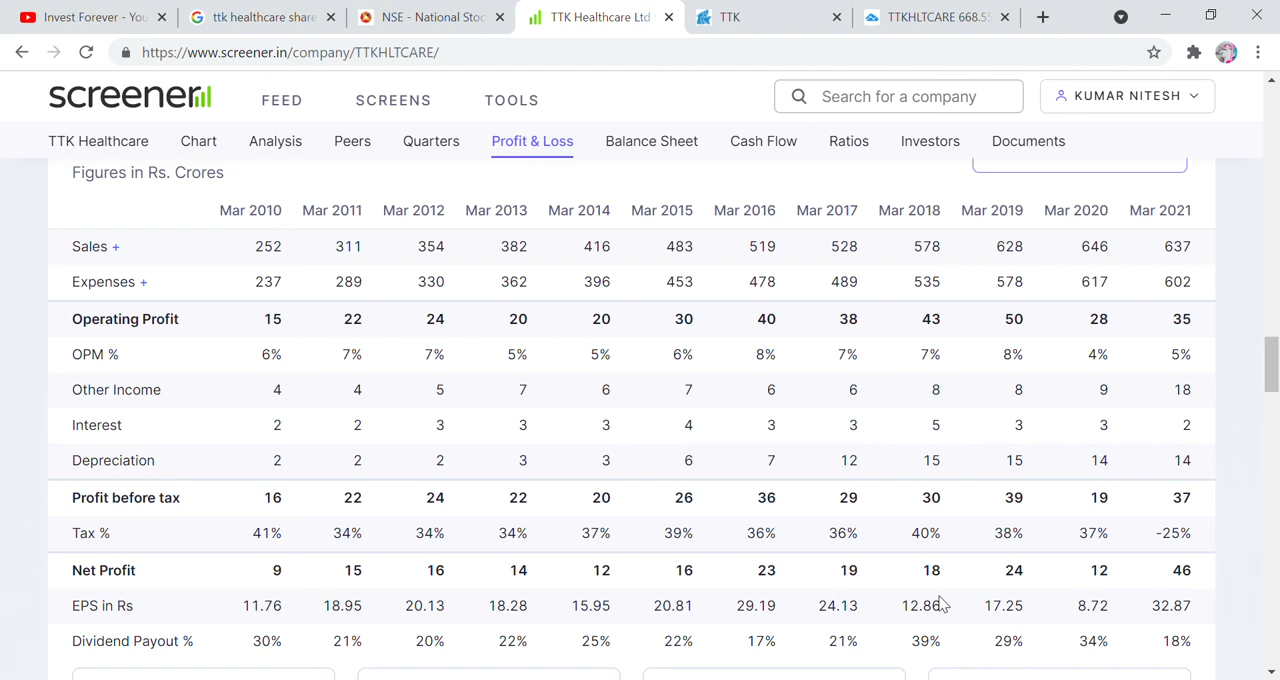 Invest Forever - You
ttk healthcare share
NSE - National Stoc
TTK Healthcare Ltd
TTK
TTKHLTCARE 668.55
https://www.screener.in/company/TTKHLTCARE/
screener
FEED SCREENS TOOLS
Search for a company
KUMAR NITESH
TTK Healthcare Chart Analysis Peers Quarters Profit & Loss Balance Sheet Cash Flow Ratios Investors Documents
Figures in Rs. Crores
Mar 2010 Mar 2011 Mar 2012 Mar 2013 Mar 2014 Mar 2015 Mar 2016 Mar 2017 Mar 2018 Mar 2019 Mar 2020 Mar 2021
Sales + 252 311 354 382 416 483 519 528 578 628 646 637
Expenses + 237 289 330 362 396 453 478 489 535 578 617 602
Operating Profit 15 22 24 20 20 30 40 38 43 50 28 35
OPM % 6% 7% 7% 5% 5% 6% 8% 7% 7% 8% 4% 5%
Other Income 4 4 5 7 6 7 6 6 8 8 9 18
Interest 2 2 3 3 3 4 3 3 5 3 3 2
Depreciation 2 2 2 3 3 6 7 12 15 15 14 14
Profit before tax 16 22 24 22 20 26 36 29 30 39 19 37
Tax % 41% 34% 34% 34% 37% 39% 36% 36% 40% 38% 37% -25%
Net Profit 9 15 16 14 12 16 23 19 18 24 12 46
EPS in Rs 11.76 18.95 20.13 18.28 15.95 20.81 29.19 24.13 12.86 17.25 8.72 32.87
Dividend Payout % 30% 21% 20% 22% 25% 22% 17% 21% 39% 29% 34% 18%